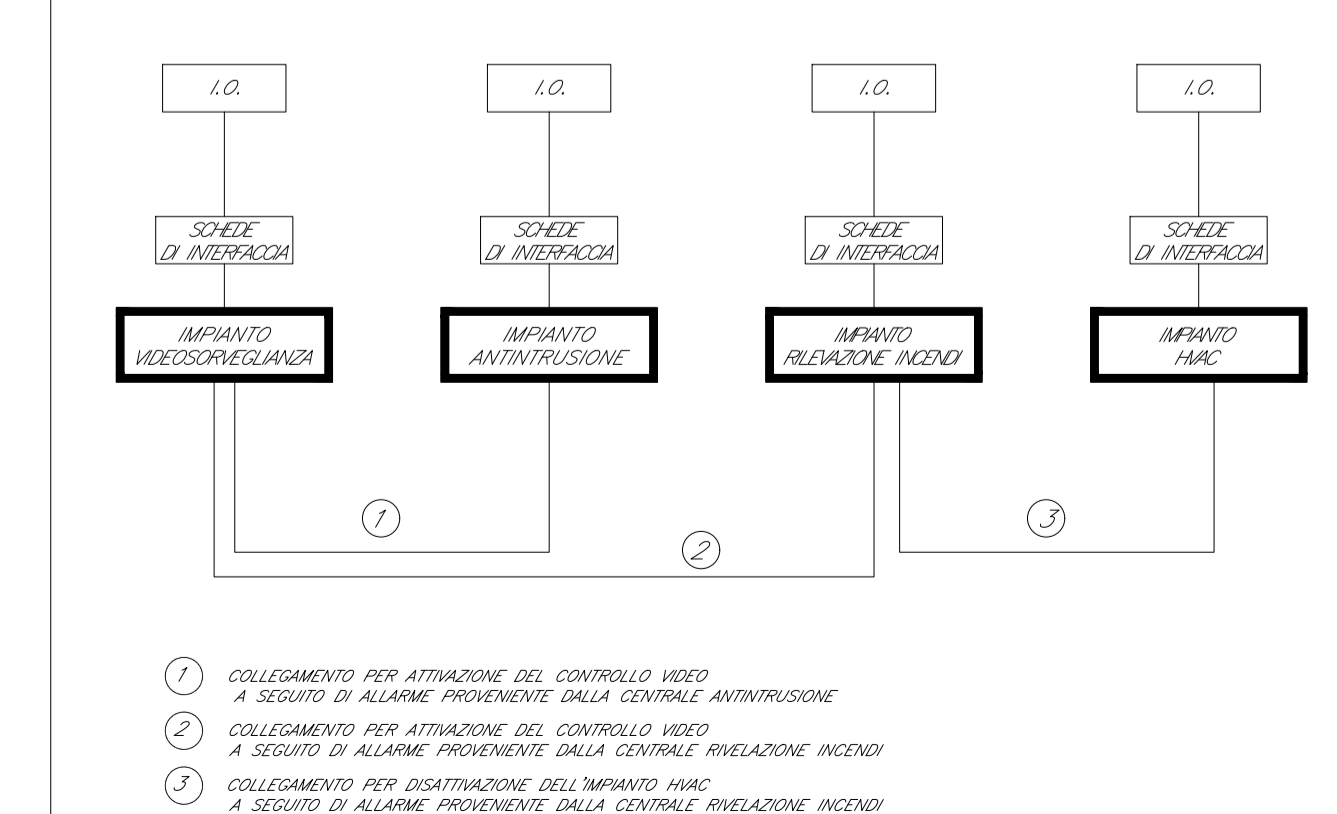 I.O.
I.O.
I.O.
I.O.
SCHEDE
DI INTERFACCIA
SCHEDE
DI INTERFACCIA
SCHEDE
DI INTERFACCIA
SCHEDE
DI INTERFACCIA
IMPIANTO
VIDEOSORVEGLIANZA
IMPIANTO
ANTINTRUSIONE
IMPIANTO
RILEVAZIONE INCENDI
IMPIANTO
HVAC
1
2
3
1 COLLEGAMENTO PER ATTIVAZIONE DEL CONTROLLO VIDEO
A SEGUITO DI ALLARME PROVENIENTE DALLA CENTRALE ANTINTRUSIONE
2 COLLEGAMENTO PER ATTIVAZIONE DEL CONTROLLO VIDEO
A SEGUITO DI ALLARME PROVENIENTE DALLA CENTRALE RIVELAZIONE INCENDI
3 COLLEGAMENTO PER DISATTIVAZIONE DELL'IMPIANTO HVAC
A SEGUITO DI ALLARME PROVENIENTE DALLA CENTRALE RIVELAZIONE INCENDI